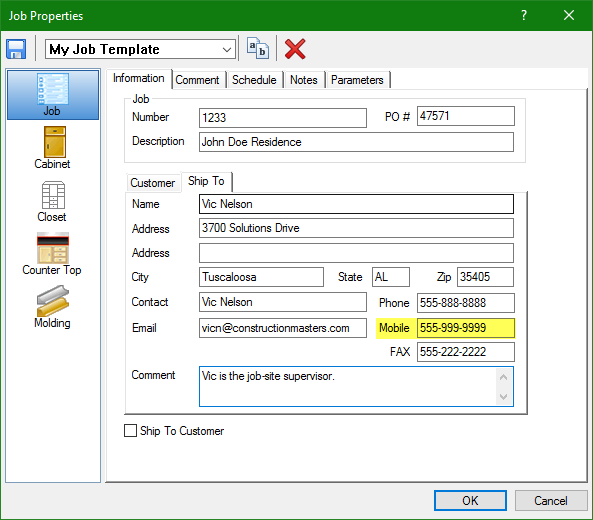 Job Properties ?
My Job Template a b
Information Comment Schedule Notes Parameters
Job
Number 1233 PO # 47571
Description John Doe Residence
Customer Ship To
Name Vic Nelson
Address 3700 Solutions Drive
Address
City Tuscaloosa State AL Zip 35405
Contact Vic Nelson Phone 555-888-8888
Email vicn@constructionmasters.com Mobile 555-999-9999
FAX 555-222-2222
Comment Vic is the job-site supervisor.
Ship To Customer
Job
Cabinet
Closet
Counter Top
Molding
OK Cancel